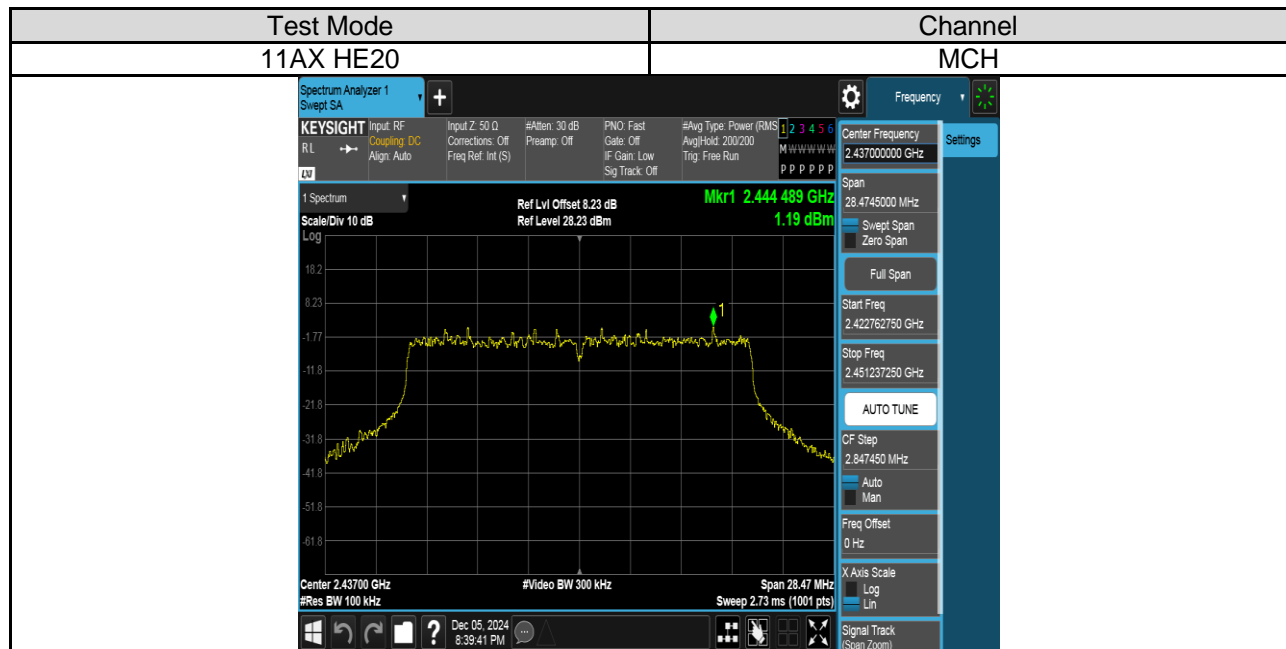 Test Mode Channel
11AX HE20 MCH
Spectrum Analyzer 1
Swept SA
+
Frequency
KEYSIGHT
RL
LXI
Input: RF
Coupling: DC
Align: Auto
Input Z: 50 Ω
Corrections: Off
Freq Ref: Int (S)
#Atten: 30 dB
Preamp: Off
PNO: Fast
Gate: Off
IF Gain: Low
Sig Track: Off
#Avg Type: Power (RMS
Avg|Hold: 200/200
Trig: Free Run
1 2 3 4 5 6
M W W W W W
P P P P P P
1 Spectrum
Scale/Div 10 dB
Log
Ref Lvl Offset 8.23 dB
Ref Level 28.23 dBm
Mkr1 2.444 489 GHz
1.19 dBm
18.2
8.23
-1.77
-11.8
-21.8
-31.8
-41.8
-51.8
-61.8
1
Center 2.43700 GHz
#Res BW 100 kHz
#Video BW 300 kHz
Span 28.47 MHz
Sweep 2.73 ms (1001 pts)
Center Frequency
2.437000000 GHz
Settings
Span
28.4745000 MHz
Swept Span
Zero Span
Full Span
Start Freq
2.422762750 GHz
Stop Freq
2.451237250 GHz
AUTO TUNE
CF Step
2.847450 MHz
Auto
Man
Freq Offset
0 Hz
X Axis Scale
Log
Lin
Signal Track
(Span Zoom)
?
Dec 05, 2024
8:39:41 PM